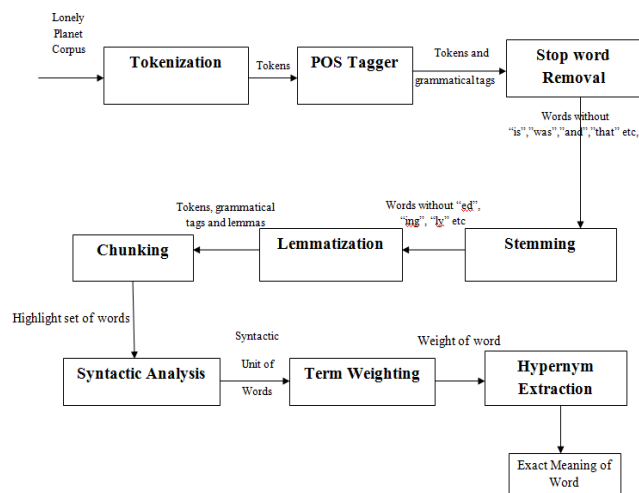 Lonely
Planet
Corpus
Tokenization
Tokens
POS Tagger
Tokens and
grammatical tags
Stop word
Removal
Words without
“is”,”was”,”and”,”that” etc,
Stemming
Words without “ed”,
“ing”, “ly” etc
Lemmatization
Tokens, grammatical
tags and lemmas
Chunking
Highlight set of words
Syntactic Analysis
Syntactic
Unit of
Words
Term Weighting
Weight of word
Hypernym
Extraction
Exact Meaning of
Word